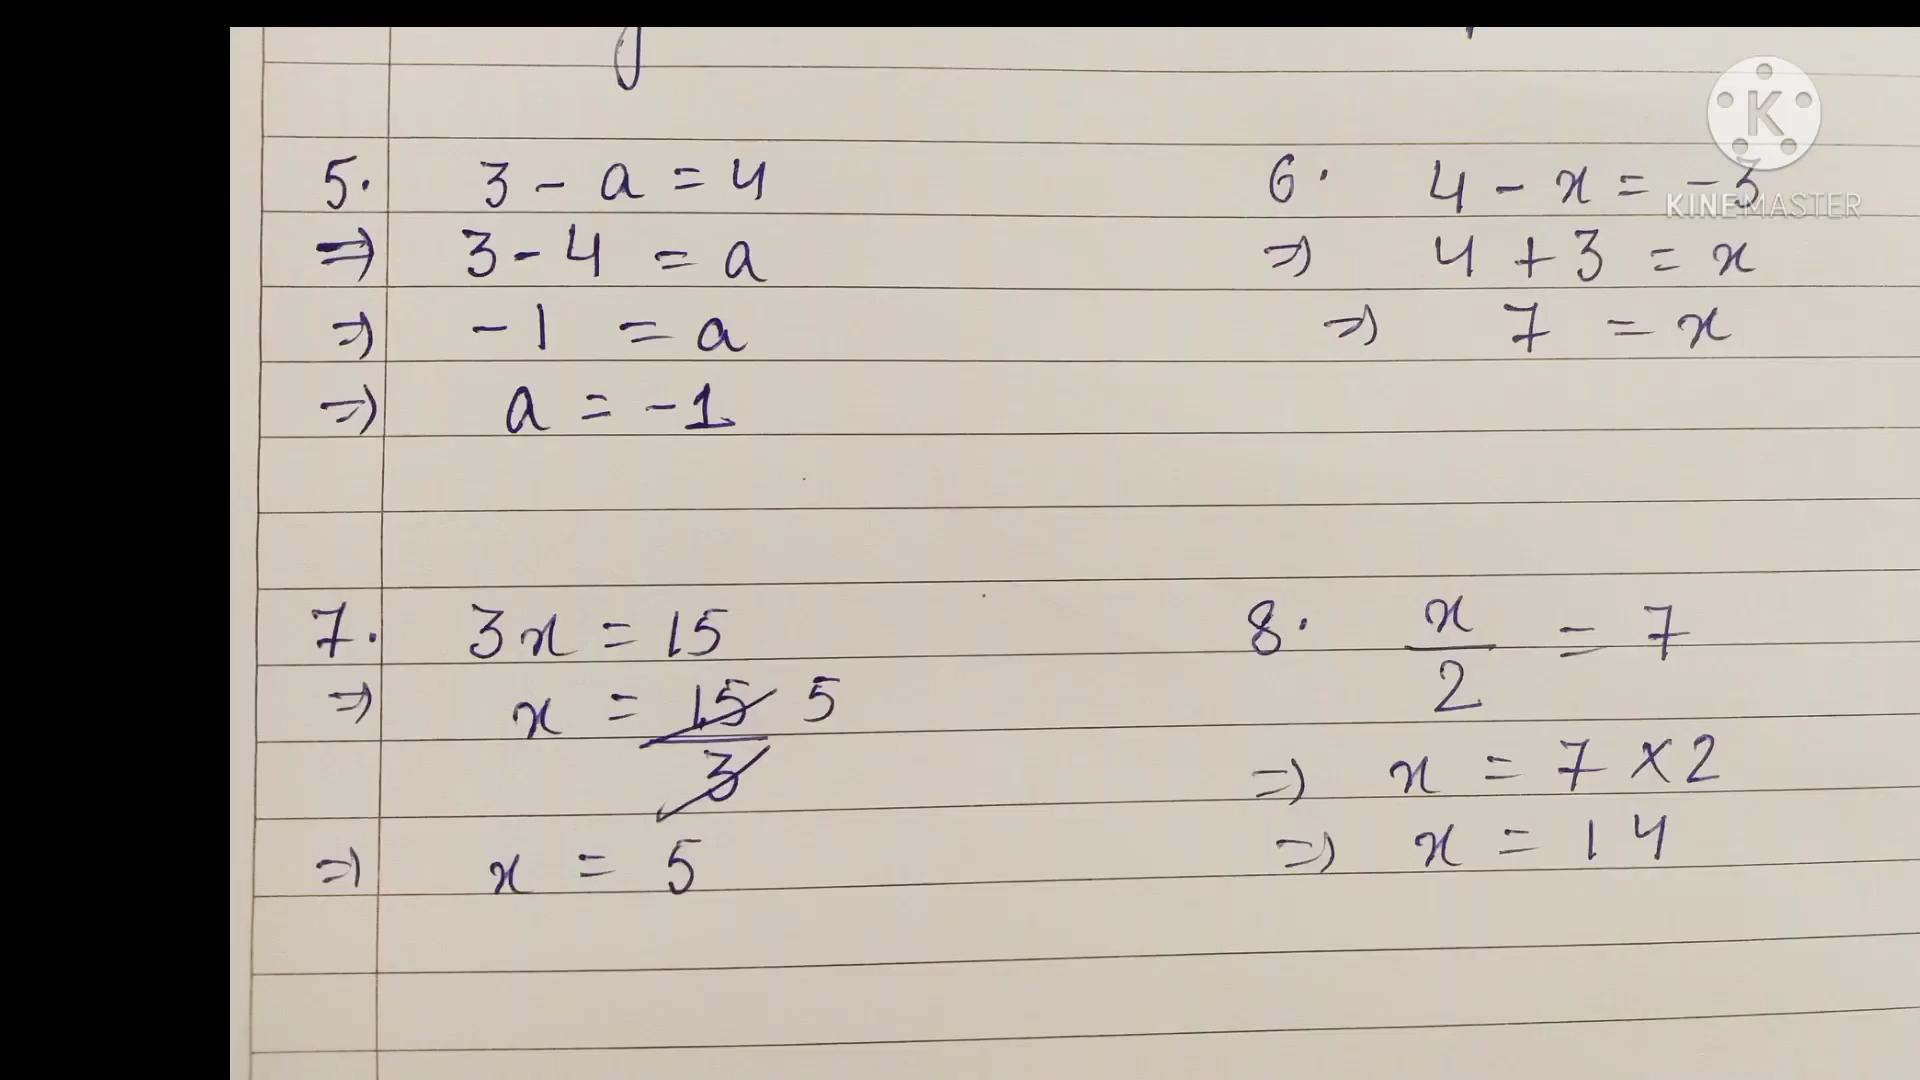 5. 3 - a = 4
⇒ 3 - 4 = a
⇒ -1 = a
⇒ a = -1
6. 4 - x = -3
⇒ 4 + 3 = x
⇒ 7 = x
7. 3x = 15
⇒ x = 15/3 5
⇒ x = 5
8. x/2 = 7
⇒ x = 7 × 2
⇒ x = 14
K
KINEMASTER